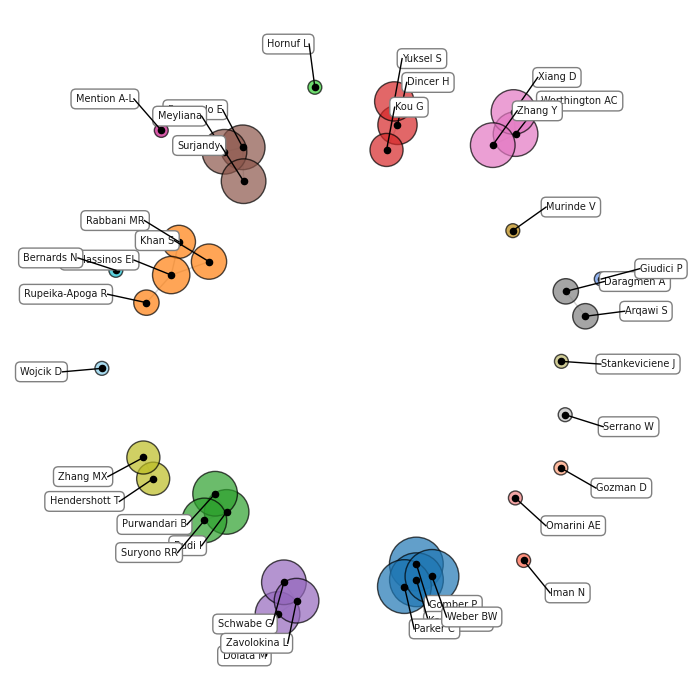 Hornuf L
Yuksel S
Dincer H
Xiang D
Mention A-L
Worthington AC
Kou G
Zhang Y
Meyliana
Surjandy
Murinde V
Rabbani MR
Khan S
Bernards N
Giudici P
Daragmeh A
Rupeika-Apoga R
Arqawi S
Stankeviciene J
Wojcik D
Serrano W
Zhang MX
Gozman D
Hendershott T
Purwandari B
Omarini AE
Suryono RR
Iman N
Gomber P
Weber BW
Schwabe G
Parker C
Zavolokina L
Dolata M